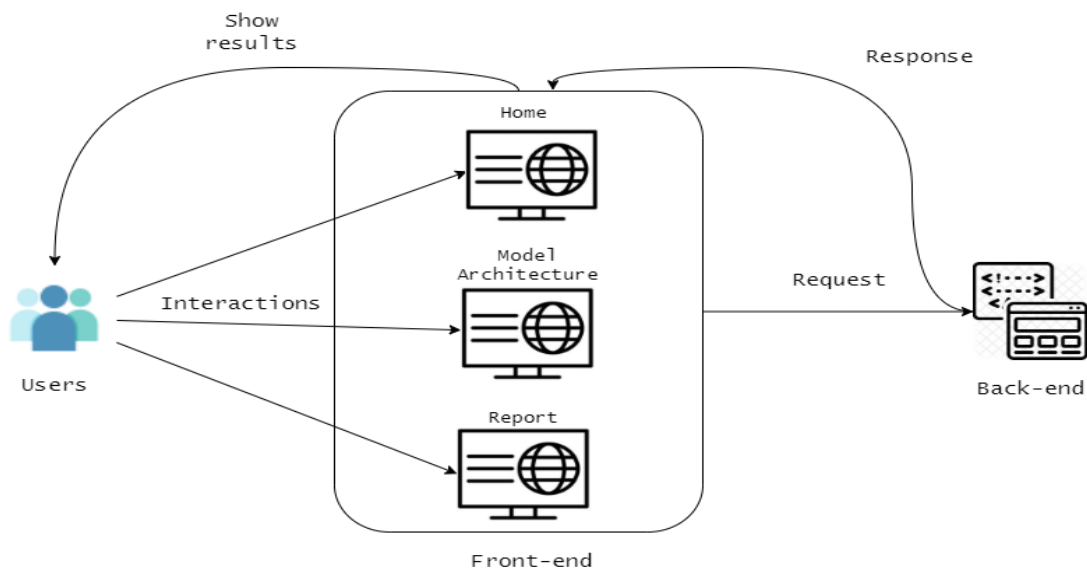 Show
results
Response
Home
Model
Architecture
Interactions
Request
<!--->
<--->
<
Users
Back-end
Report
Front-end